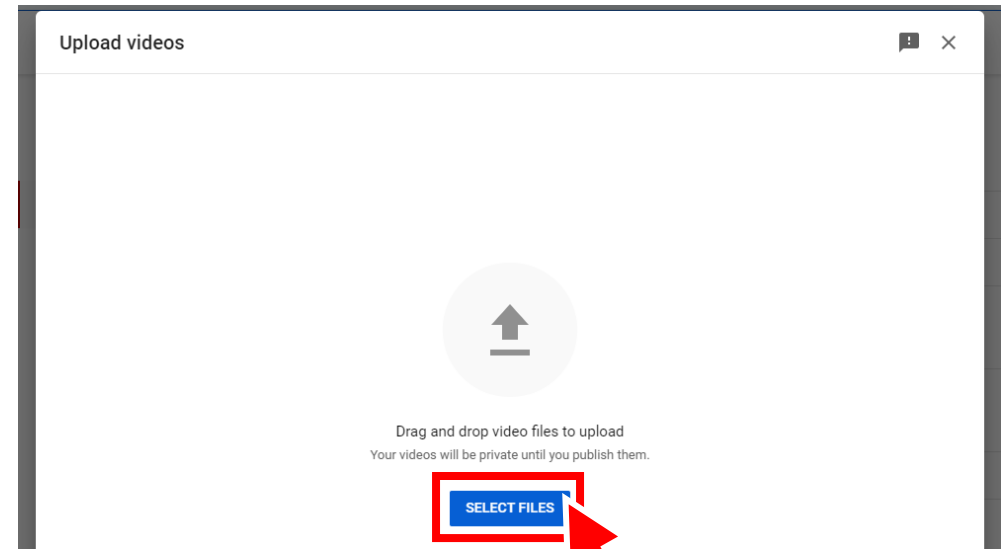 Upload videos
Drag and drop video files to upload
Your videos will be private until you publish them.
SELECT FILES